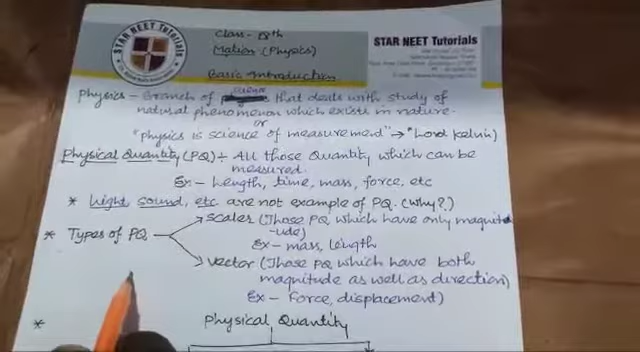 STAR NEET Tutorials
Class - 11th
Motion (Physics)
Basic Introduction
STAR NEET Tutorials
Physics - Branch of science that deals with study of
natural phenomenon which exists in nature
or
"Physics is science of measurement" → "Lord Kelvin)
Physical Quantity (PQ) ÷ All those Quantity which can be
measured.
Ex - Length, time, mass, force, etc
* Light, sound, etc are not example of PQ. (Why?)
* Types of PQ
Scaler (Those PQ which have only magnit
-ude)
Ex - mass, length
Vector (Those PQ which have both
magnitude as well as direction)
Ex - Force, displacement)
*
Physical Quantity